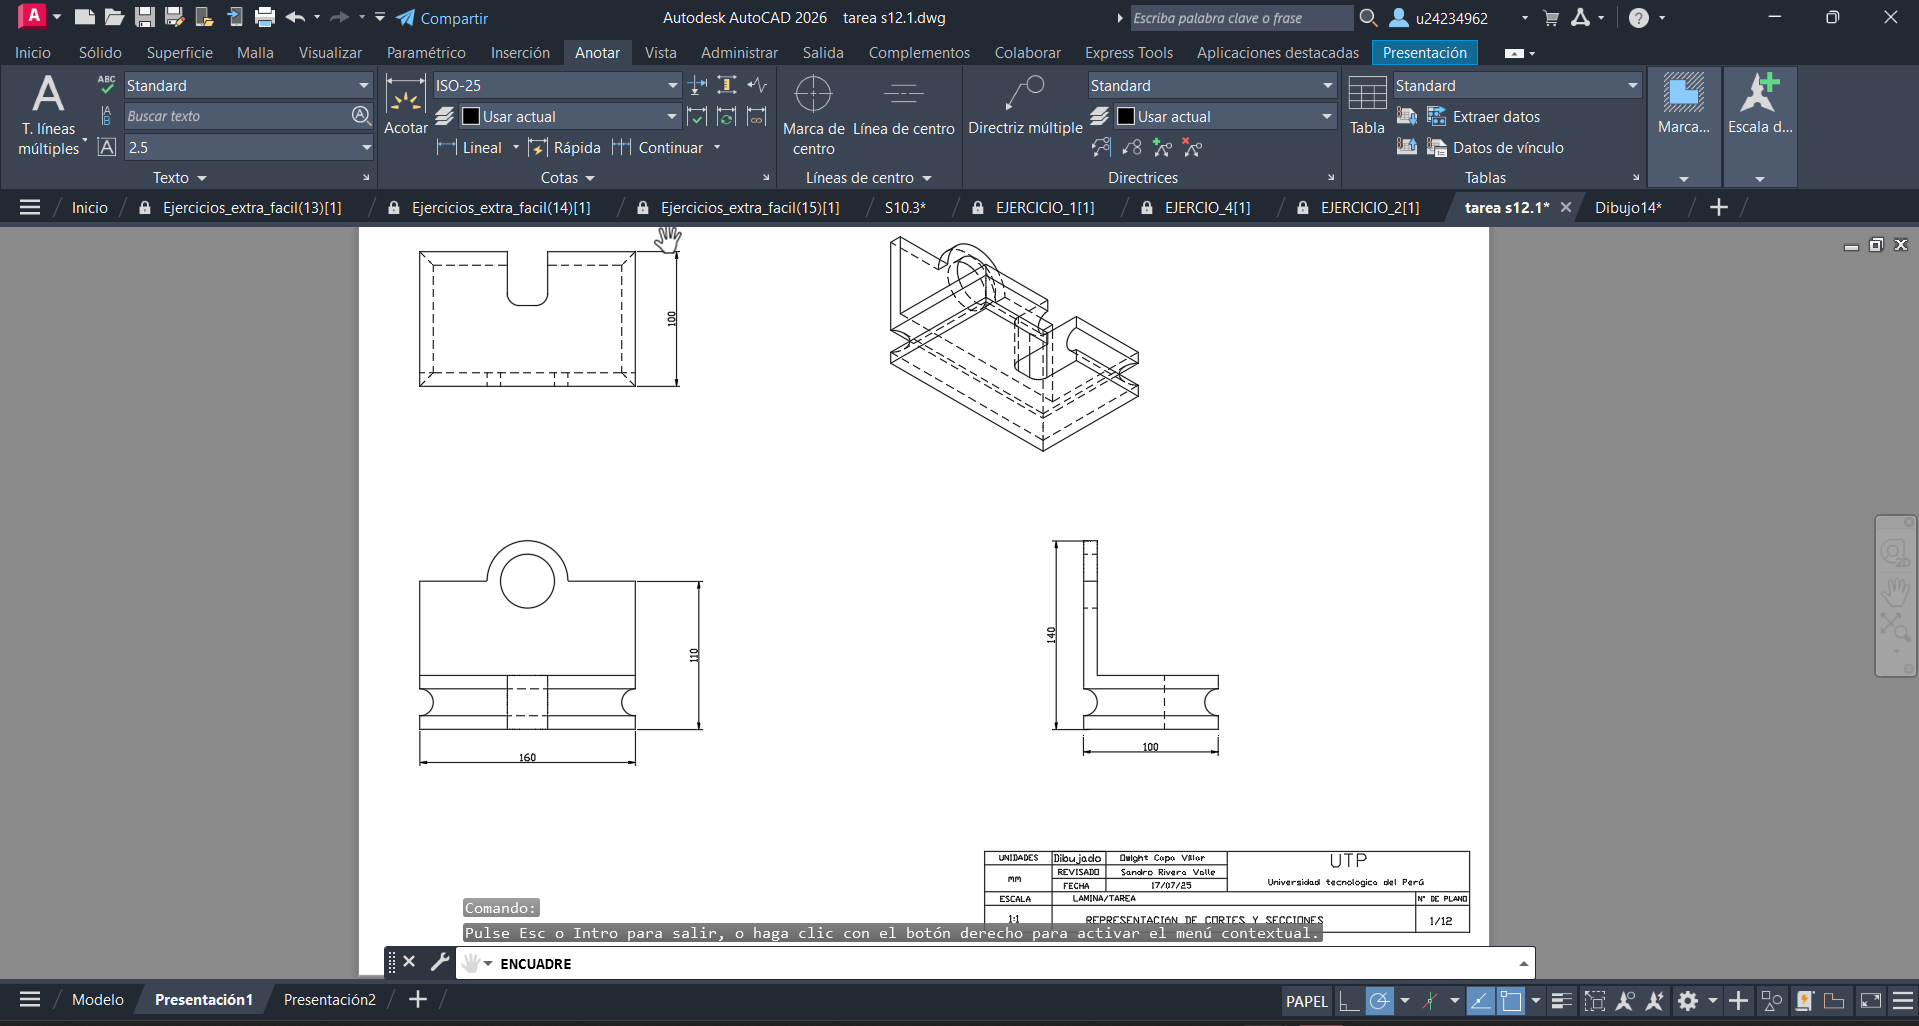 Compartir
Autodesk AutoCAD 2026 tarea s12.1.dwg
Escriba palabra clave o frase
u24234962
Inicio Sólido Superficie Malla Visualizar Paramétrico Inserción Anotar Vista Administrar Salida Complementos Colaborar Express Tools Aplicaciones destacadas Presentación
A
T. líneas múltiples
ABC
Standard
Buscar texto
2.5
Texto
Acotar
ISO-25
Usar actual
Lineal Rápida Continuar
Cotas
Marca de centro
Línea de centro
Líneas de centro
Directriz múltiple
Standard
Usar actual
Directrices
Tabla
Standard
Extraer datos
Datos de vínculo
Tablas
Marca...
Escala d...
Inicio
Ejercicios_extra_facil(13)[1]
Ejercicios_extra_facil(14)[1]
Ejercicios_extra_facil(15)[1]
S10.3*
EJERCICIO_1[1]
EJERCIO_4[1]
EJERCICIO_2[1]
tarea s12.1*
Dibujo14*
100
110
160
140
100
2D
UNIDADES Dibujado Dwight Capa Villar UTP
mm REVISADO Sandro Rivera Valle
FECHA 17/07/25 Universidad tecnologica del Perú
ESCALA LAMINA/TAREA N° DE PLANO
1:1 REPRESENTACIÓN DE CORTES Y SECCIONES 1/12
Comando:
Pulse Esc o Intro para salir, o haga clic con el botón derecho para activar el menú contextual.
ENCUADRE
Modelo Presentación1 Presentación2
PAPEL